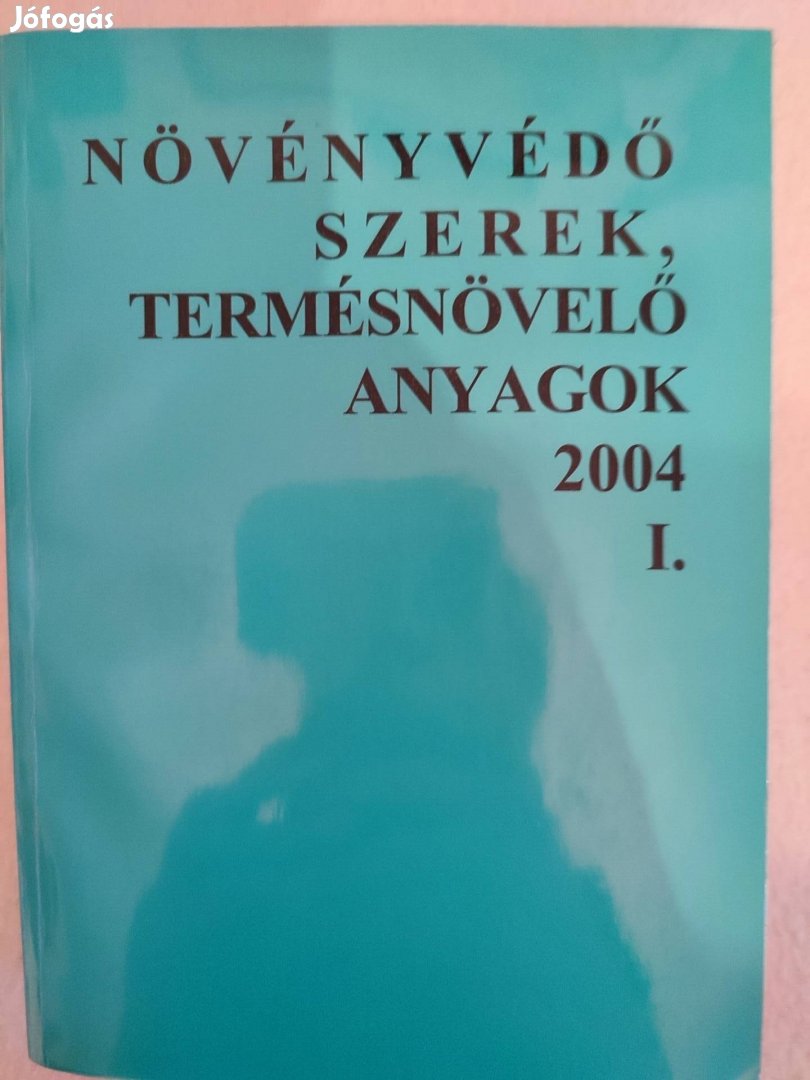 Jófogás
NÖVÉNYVÉDŐ
SZEREK,
TERMÉSNÖVELŐ
ANYAGOK
2004
I.